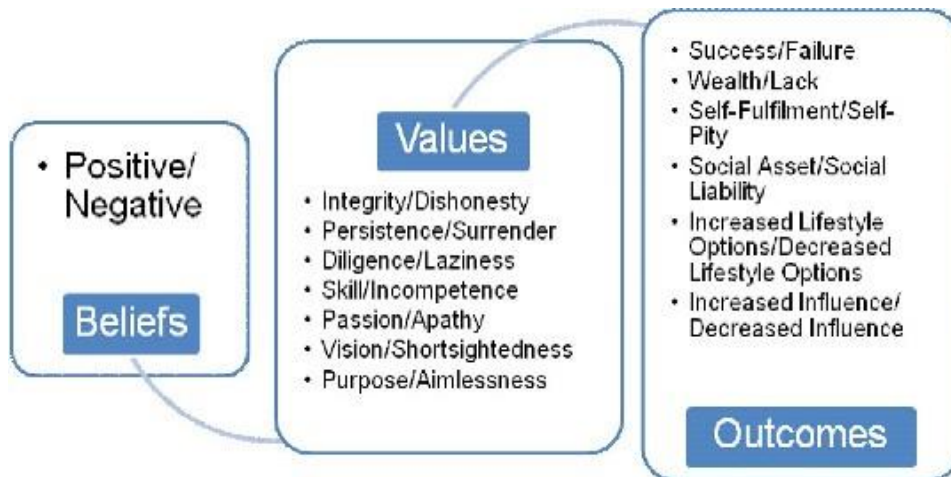 • Positive/
Negative
Beliefs
Values
• Integrity/Dishonesty
• Persistence/Surrender
• Diligence/Laziness
• Skill/Incompetence
• Passion/Apathy
• Vision/Shortsightedness
• Purpose/Aimlessness
• Success/Failure
• Wealth/Lack
• Self-Fulfilment/Self-
Pity
• Social Asset/Social
Liability
• Increased Lifestyle
Options/Decreased
Lifestyle Options
• Increased Influence/
Decreased Influence
Outcomes